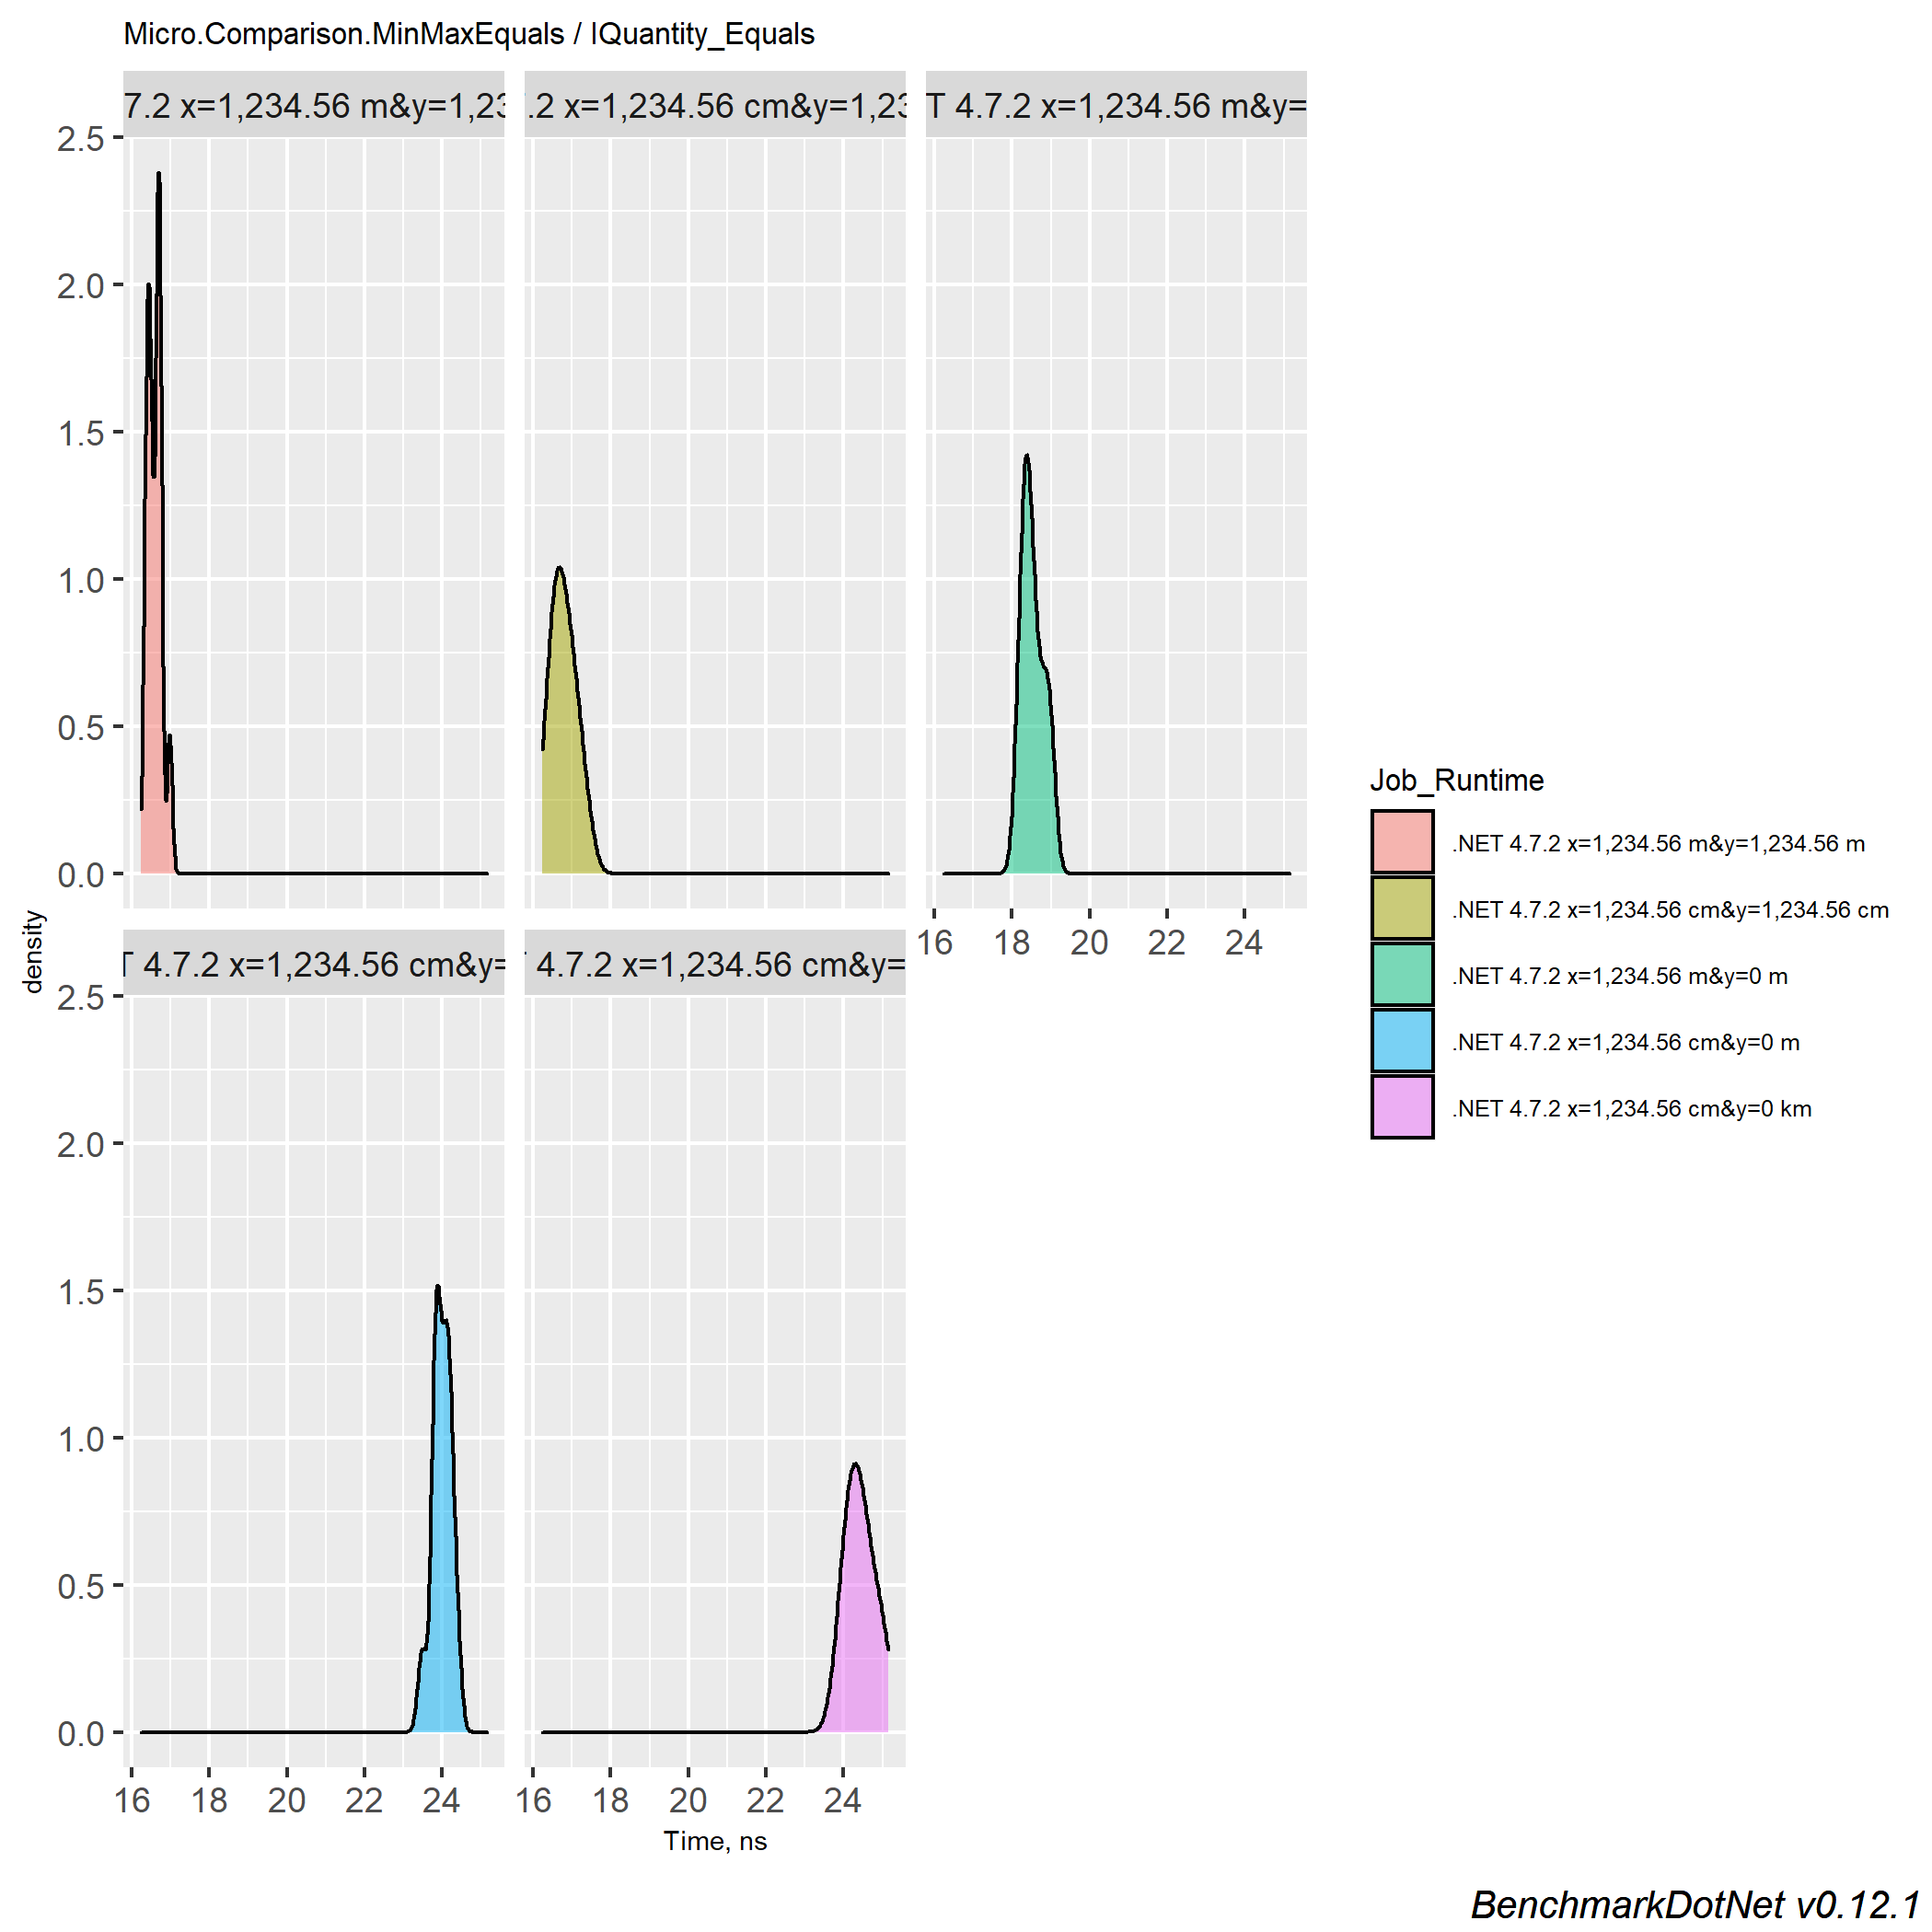 Micro.Comparison.MinMaxEquals / IQuantity_Equals
7.2 x=1,234.56 m&y=1,23
.2 x=1,234.56 cm&y=1,23
T 4.7.2 x=1,234.56 m&y=
2.5
2.0
1.5
1.0
0.5
0.0
16 18 20 22 24
density
T 4.7.2 x=1,234.56 cm&y=
4.7.2 x=1,234.56 cm&y=
2.5
2.0
1.5
1.0
0.5
0.0
16 18 20 22 24
16 18 20 22 24
Time, ns
Job_Runtime
.NET 4.7.2 x=1,234.56 m&y=1,234.56 m
.NET 4.7.2 x=1,234.56 cm&y=1,234.56 cm
.NET 4.7.2 x=1,234.56 m&y=0 m
.NET 4.7.2 x=1,234.56 cm&y=0 m
.NET 4.7.2 x=1,234.56 cm&y=0 km
BenchmarkDotNet v0.12.1